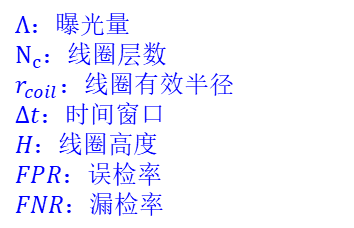 Λ：曝光量
N_c：线圈层数
r_coil：线圈有效半径
Δt：时间窗口
H：线圈高度
FPR：误检率
FNR：漏检率